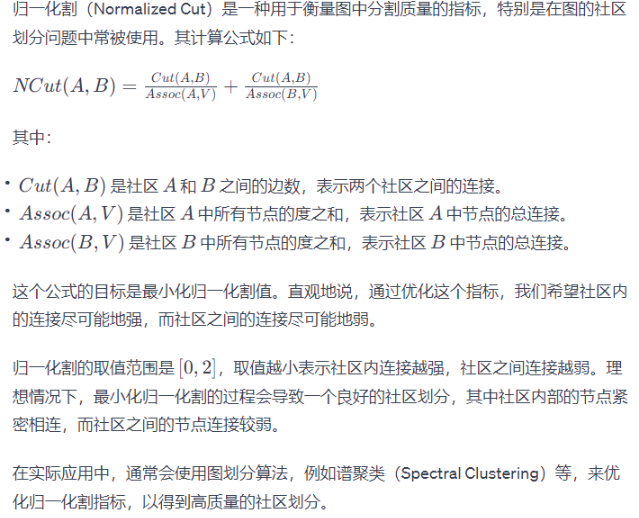 归一化割（Normalized Cut）是一种用于衡量图中分割质量的指标，特别是在图的社区
划分问题中常被使用。其计算公式如下：
NCut(A, B) = Cut(A,B)/Assoc(A,V) + Cut(A,B)/Assoc(B,V)
其中：
• Cut(A, B) 是社区 A 和 B 之间的边数，表示两个社区之间的连接。
• Assoc(A, V) 是社区 A 中所有节点的度之和，表示社区 A 中节点的总连接。
• Assoc(B, V) 是社区 B 中所有节点的度之和，表示社区 B 中节点的总连接。
这个公式的目标是最小化归一化割值。直观地说，通过优化这个指标，我们希望社区内
的连接尽可能地强，而社区之间的连接尽可能地弱。
归一化割的取值范围是 [0, 2]，取值越小表示社区内连接越强，社区之间连接越弱。理
想情况下，最小化归一化割的过程会导致一个良好的社区划分，其中社区内部的节点紧
密相连，而社区之间的节点连接较弱。
在实际应用中，通常会使用图划分算法，例如谱聚类（Spectral Clustering）等，来优
化归一化割指标，以得到高质量的社区划分。